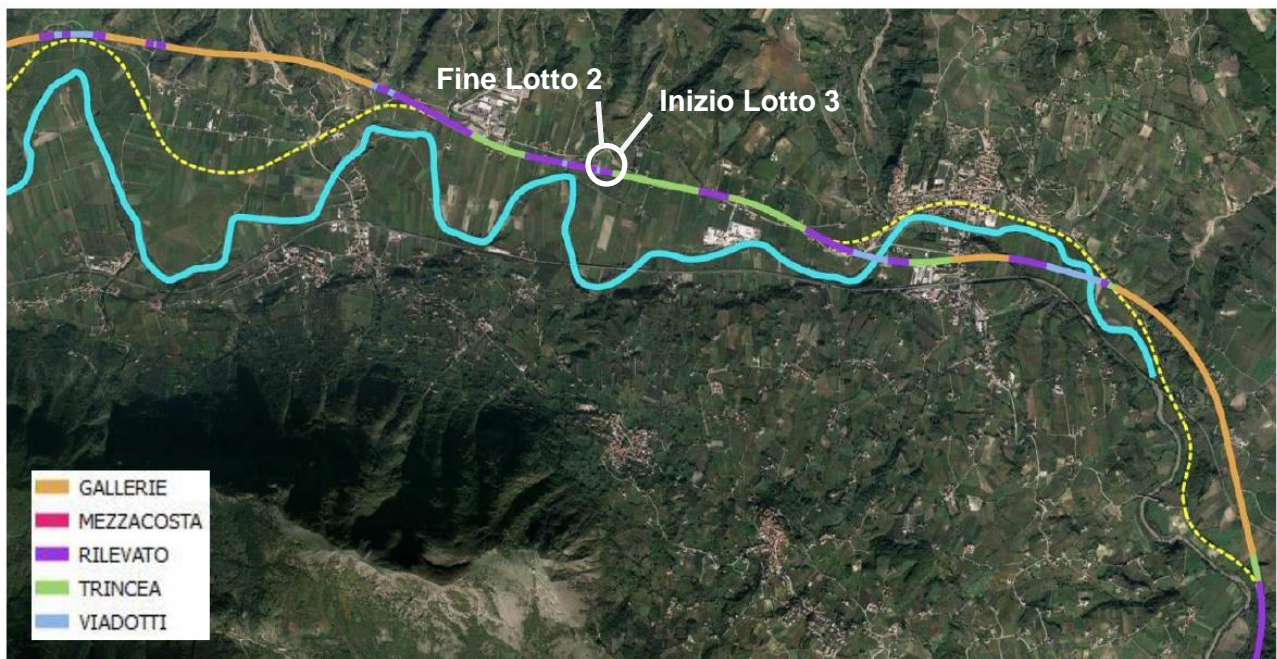 Fine Lotto 2
Inizio Lotto 3
GALLERIE
MEZZACOSTA
RILEVATO
TRINCEA
VIADOTTI